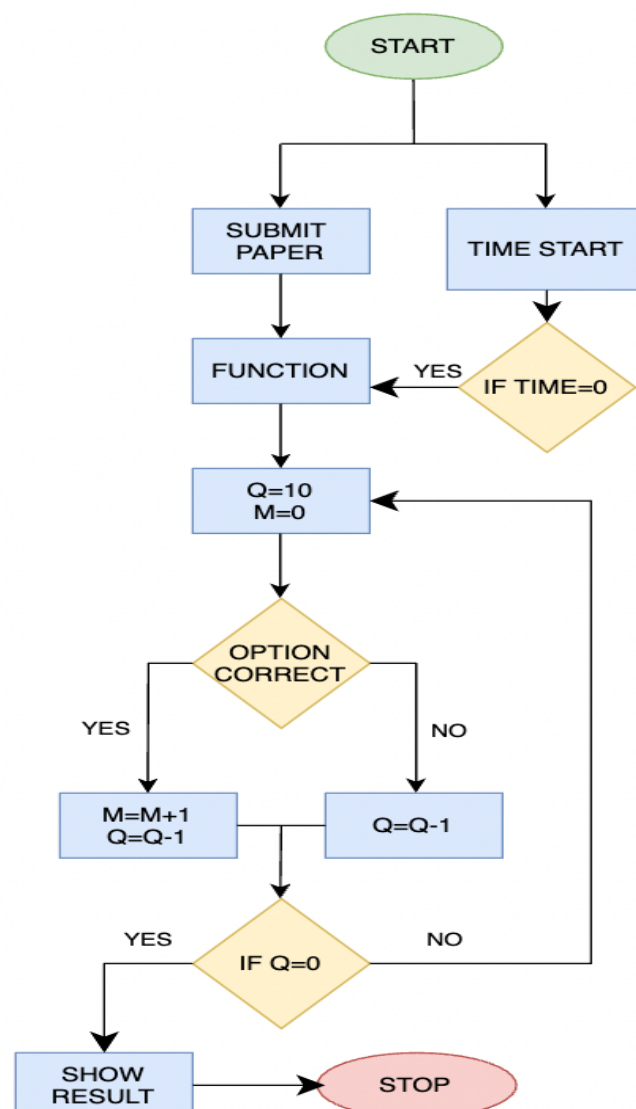 START
SUBMIT
PAPER
TIME START
FUNCTION
YES
IF TIME=0
Q=10
M=0
OPTION
CORRECT
YES
NO
M=M+1
Q=Q-1
Q=Q-1
YES
IF Q=0
NO
SHOW
RESULT
STOP